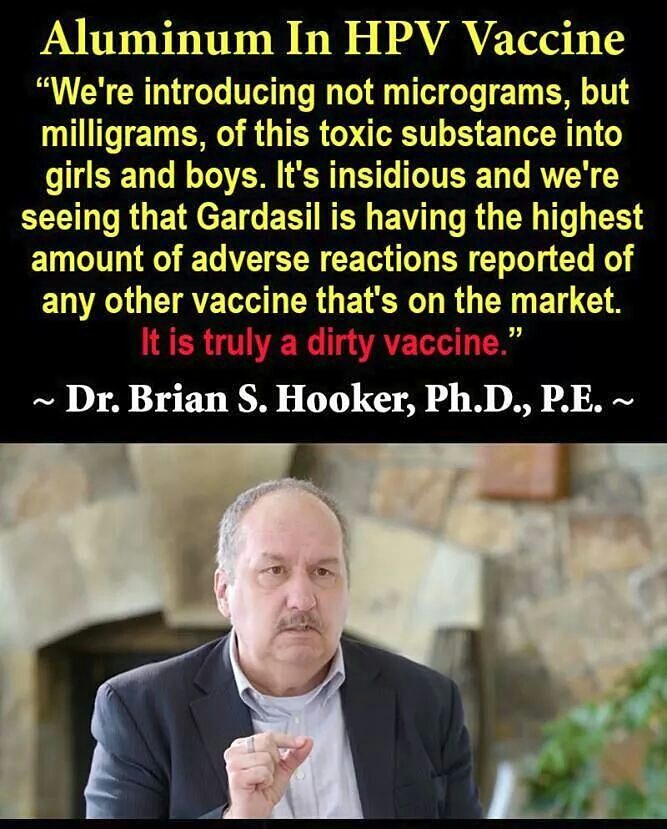 Aluminum In HPV Vaccine
“We're introducing not micrograms, but
milligrams, of this toxic substance into
girls and boys. It's insidious and we're
seeing that Gardasil is having the highest
amount of adverse reactions reported of
any other vaccine that's on the market.
It is truly a dirty vaccine.”
~ Dr. Brian S. Hooker, Ph.D., P.E. ~